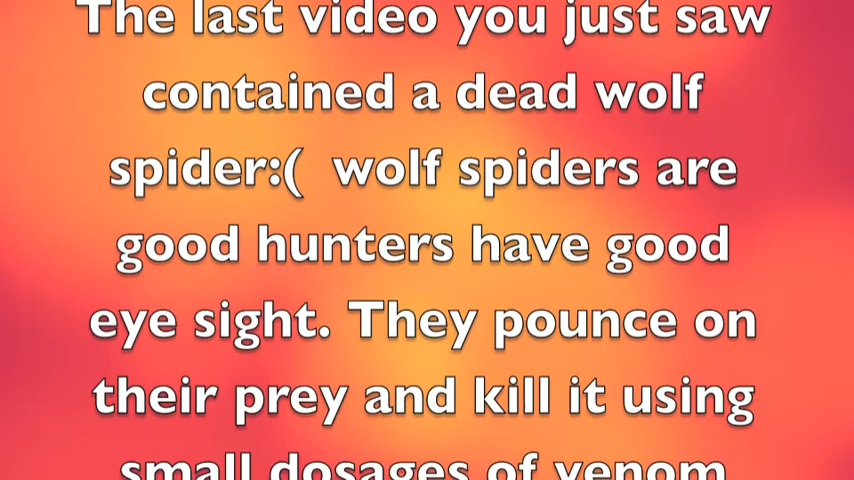 The last video you just saw
contained a dead wolf
spider:( wolf spiders are
good hunters have good
eye sight. They pounce on
their prey and kill it using
small dosages of venom